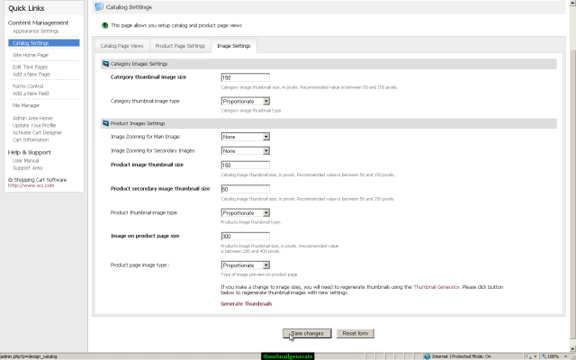 Quick Links
Content Management
Appearance Settings
Catalog Settings
Site Home Page
Edit Text Pages
Add a New Page
Forms Control
Add a New Field
File Manager
Admin Area Home
Update Your Profile
Activate Cart Designer
Cart Information
Help & Support
User Manual
Support Area
© Shopping Cart Software
Catalog Settings
This page allows you setup catalog and product page views
Catalog Page Views
Product Page Settings
Image Settings
Category Images Settings
Category thumbnail image size
150
Category image thumbnail size, in pixels. Recommended value is between 50 and 150 pixels.
Category thumbnail image type
Proportionate
Category image thumbnail type.
Product Images Settings
Image Zooming for Main Image:
None
Image Zooming for Secondary Images:
None
Product image thumbnail size
150
Catalog image thumbnail size, in pixels. Recommended value is between 50 and 150 pixels.
Product secondary image thumbnail size
Catalog image thumbnail size, in pixels. Recommended value is between 50 and 150 pixels.
Product thumbnail image type
Proportionate
Products image thumbnail type.
Image on product page size
300
Products image thumbnail size, in pixels. Recommended value
is between 200 and 400 pixels.
Product page image type :
Proportionate
Type of image preview on product page
If you make a change to image sizes, you will need to regenerate thumbnails using the Thumbnail Generator. Please click button
below to regenerate thumbnails with new settings.
Generate Thumbnails
Save changes
Reset form
admin.php?p=design_catalog
thumbnailgenerate
Internet | Protected Mode: On
100%